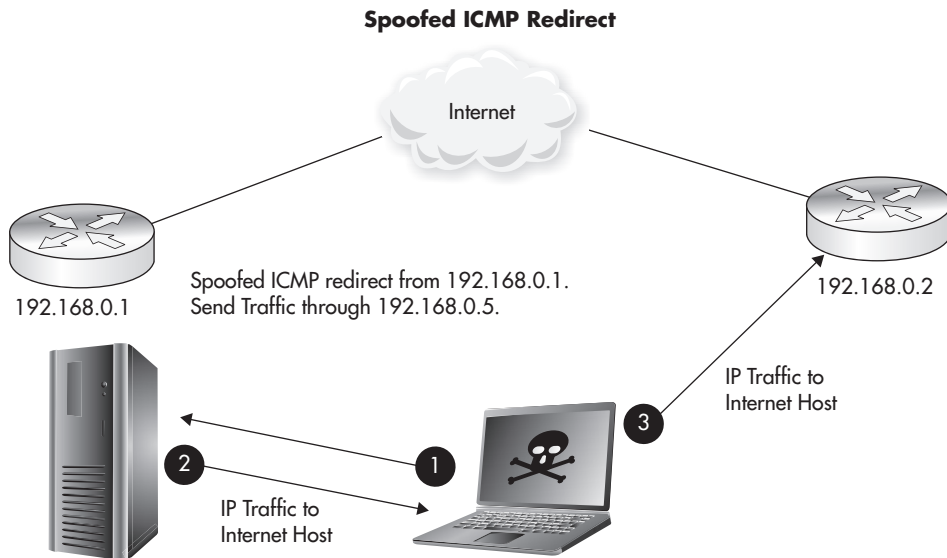 Spoofed ICMP Redirect
Internet
192.168.0.1
Spoofed ICMP redirect from 192.168.0.1.
Send Traffic through 192.168.0.5.
192.168.0.2
IP Traffic to
Internet Host
3
1
2
IP Traffic to
Internet Host